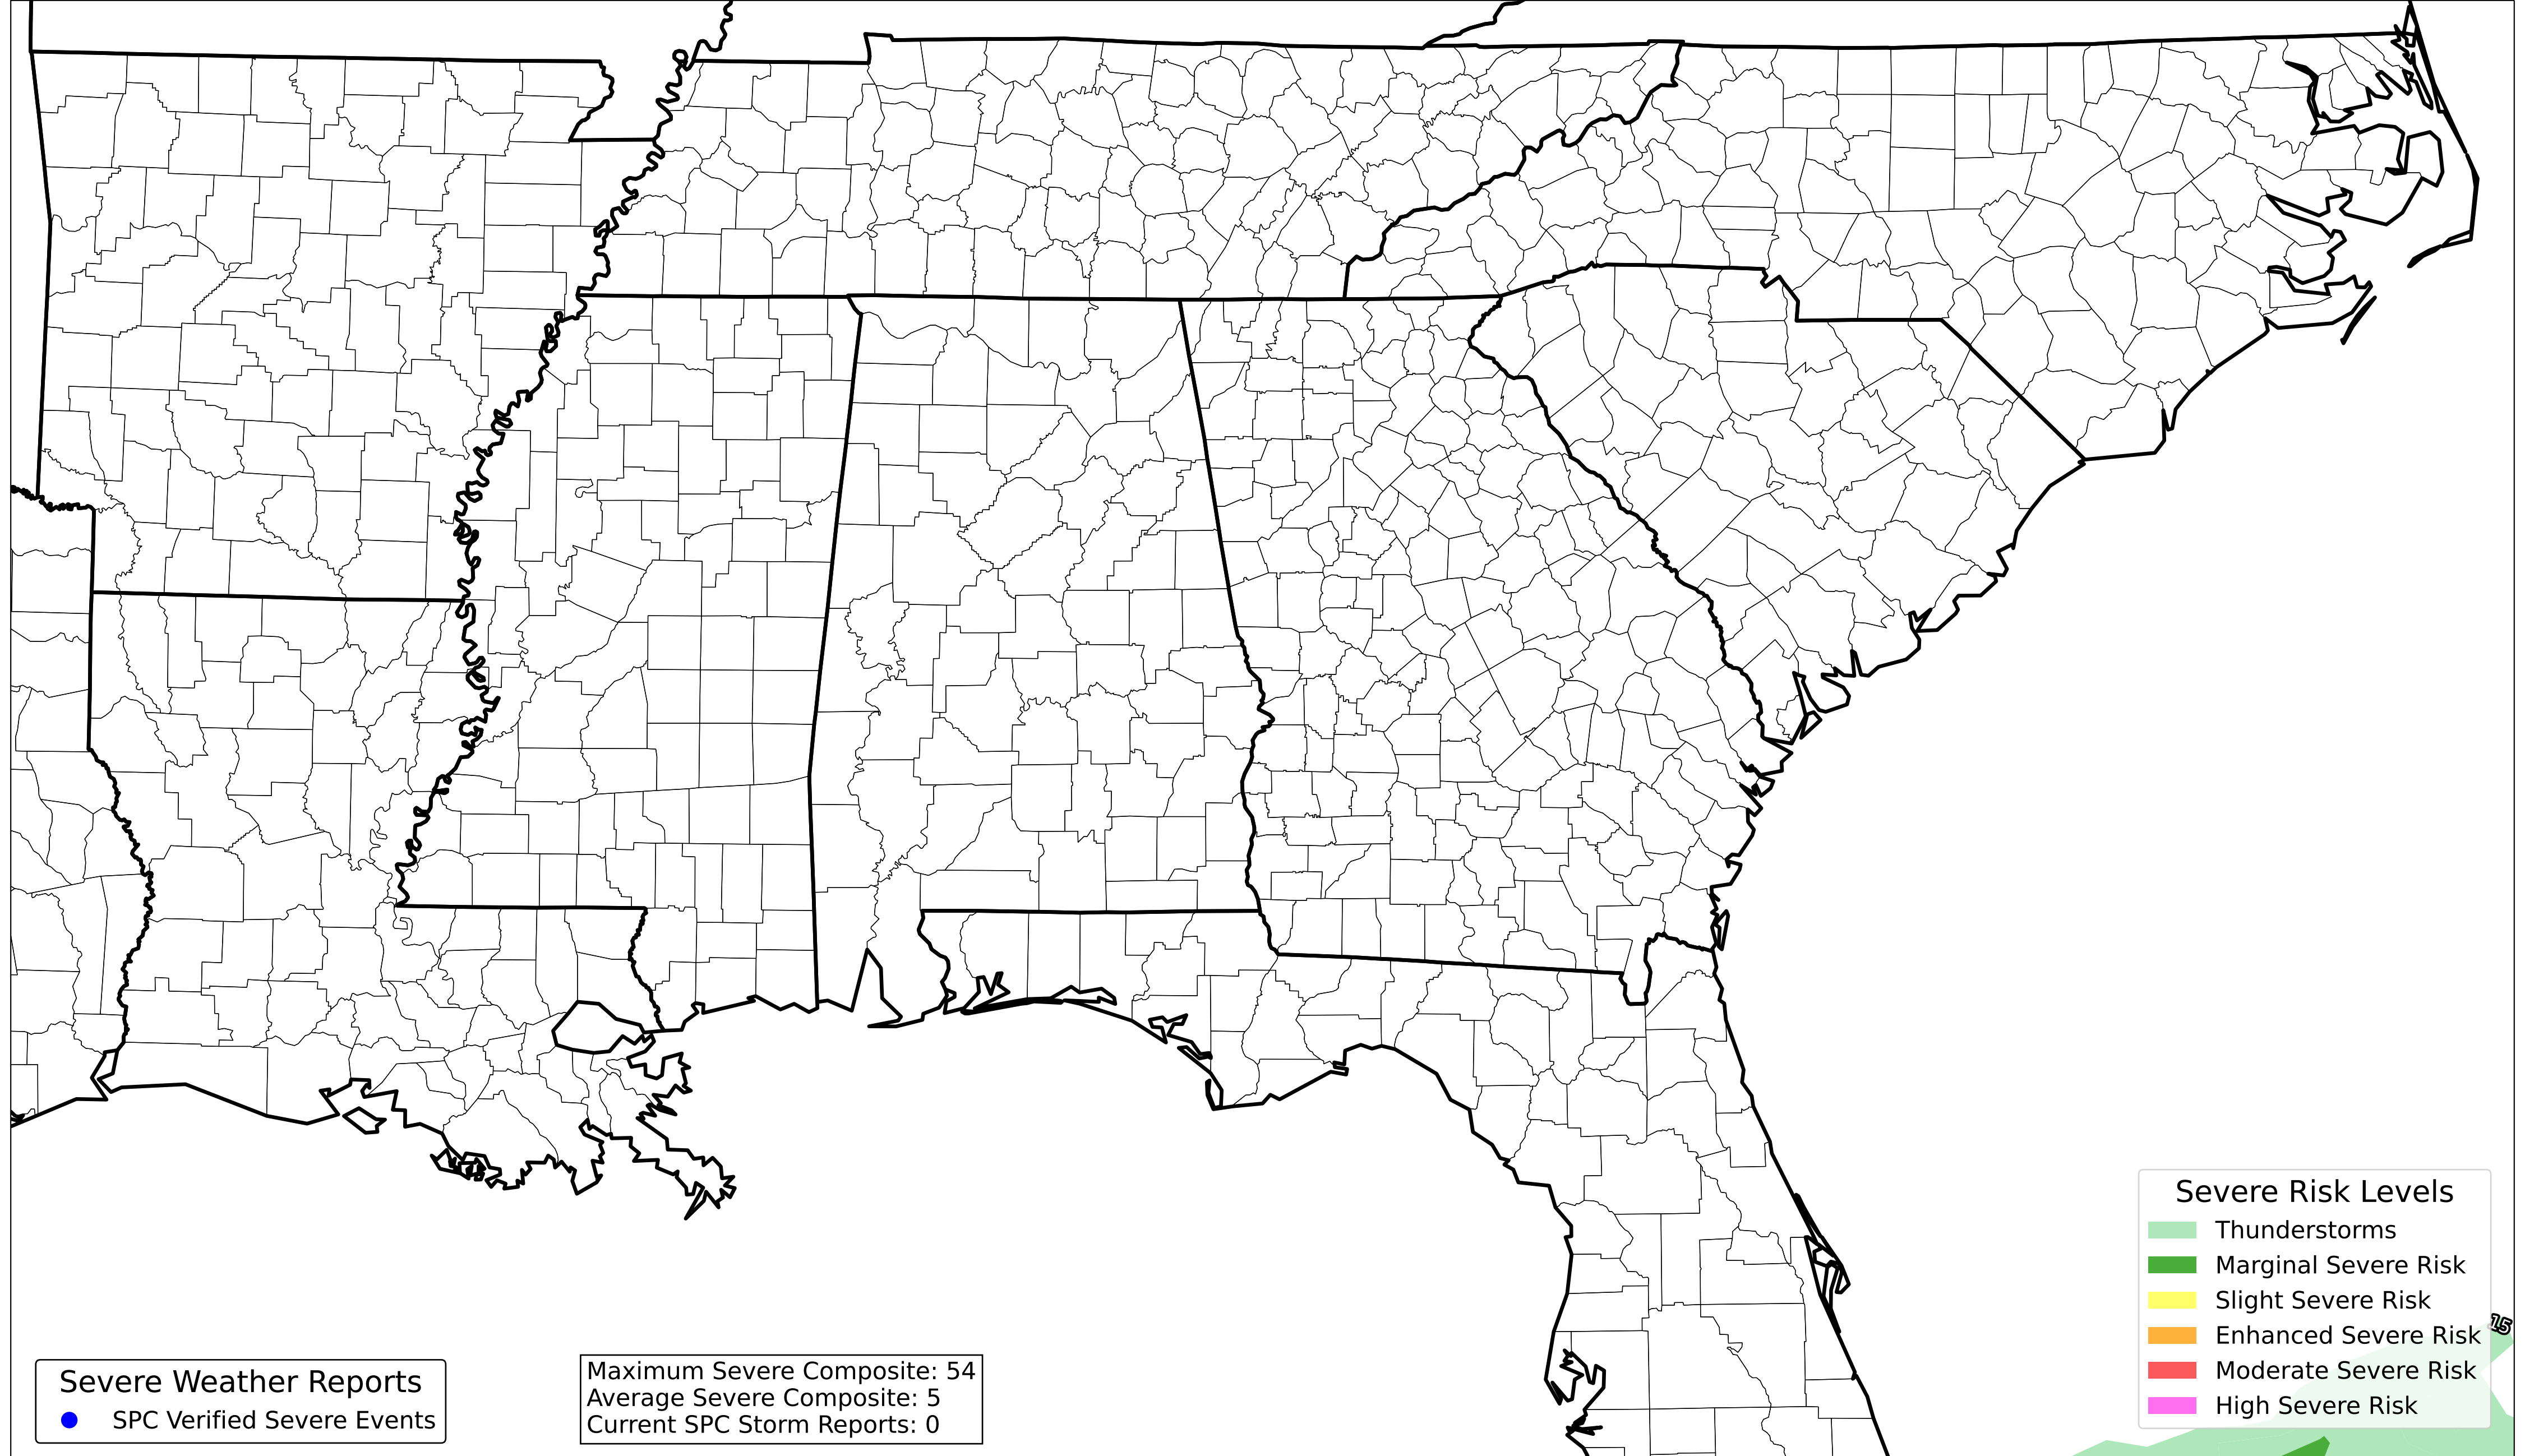 Severe Risk Levels
Thunderstorms
Marginal Severe Risk
Slight Severe Risk
Enhanced Severe Risk
Moderate Severe Risk
High Severe Risk
15
Severe Weather Reports
SPC Verified Severe Events
Maximum Severe Composite: 54
Average Severe Composite: 5
Current SPC Storm Reports: 0